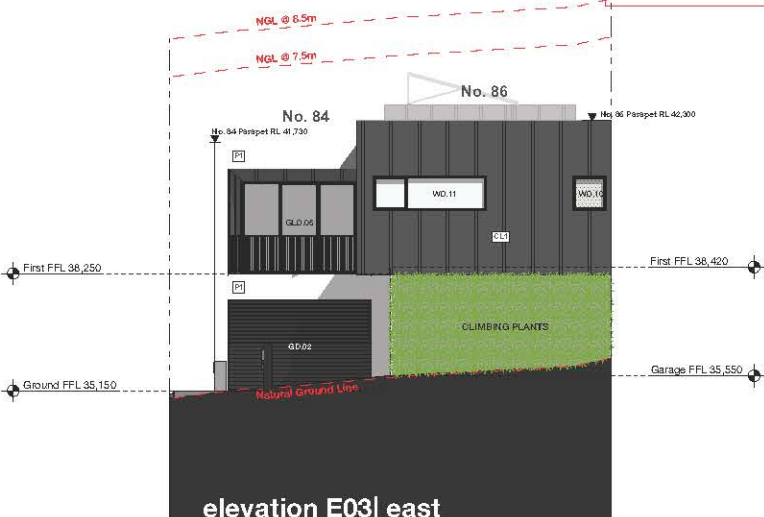 NGL @ 8.5m
NGL @ 7.5m
No. 86
No. 84
No. 86 Parapet RL 42,300
No. 84 Parapet RL 41,730
P1
WD.11
WD.10
GLD.06
CL1
First FFL 38,250
First FFL 38,420
P1
CLIMBING PLANTS
GD.02
Garage FFL 35,550
Ground FFL 35,150
Natural Ground Line
elevation E03| east